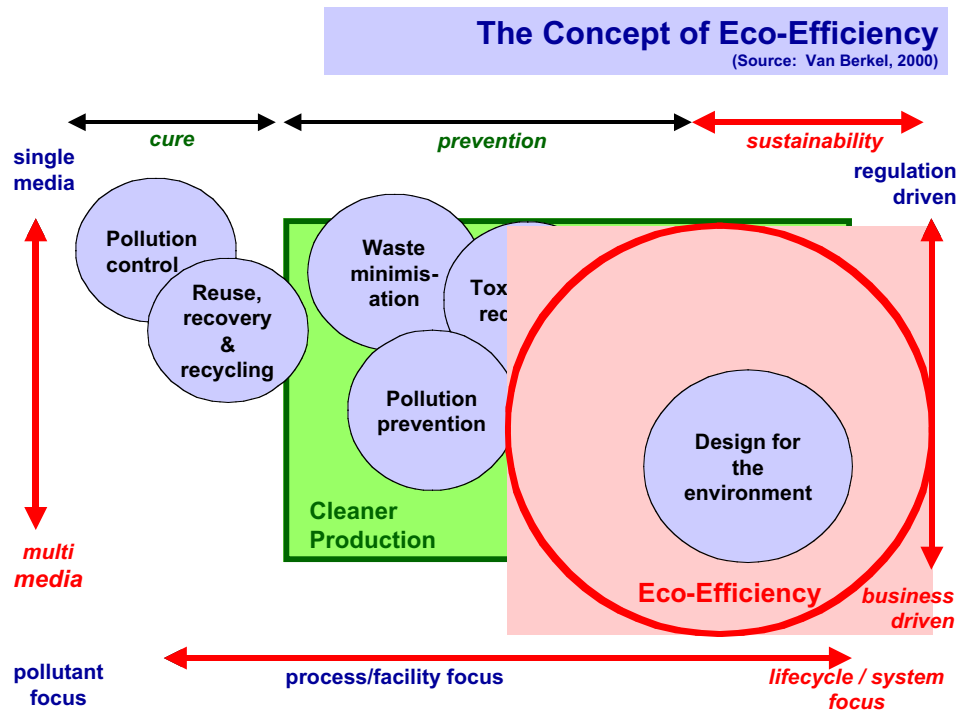 The Concept of Eco-Efficiency
(Source: Van Berkel, 2000)
cure
prevention
sustainability
single
media
regulation
driven
Pollution
control
Reuse,
recovery
&
recycling
Waste
minimis-
ation
Pollution
prevention
Design for
the
environment
Cleaner
Production
Eco-Efficiency
multi
media
business
driven
pollutant
focus
process/facility focus
lifecycle / system
focus